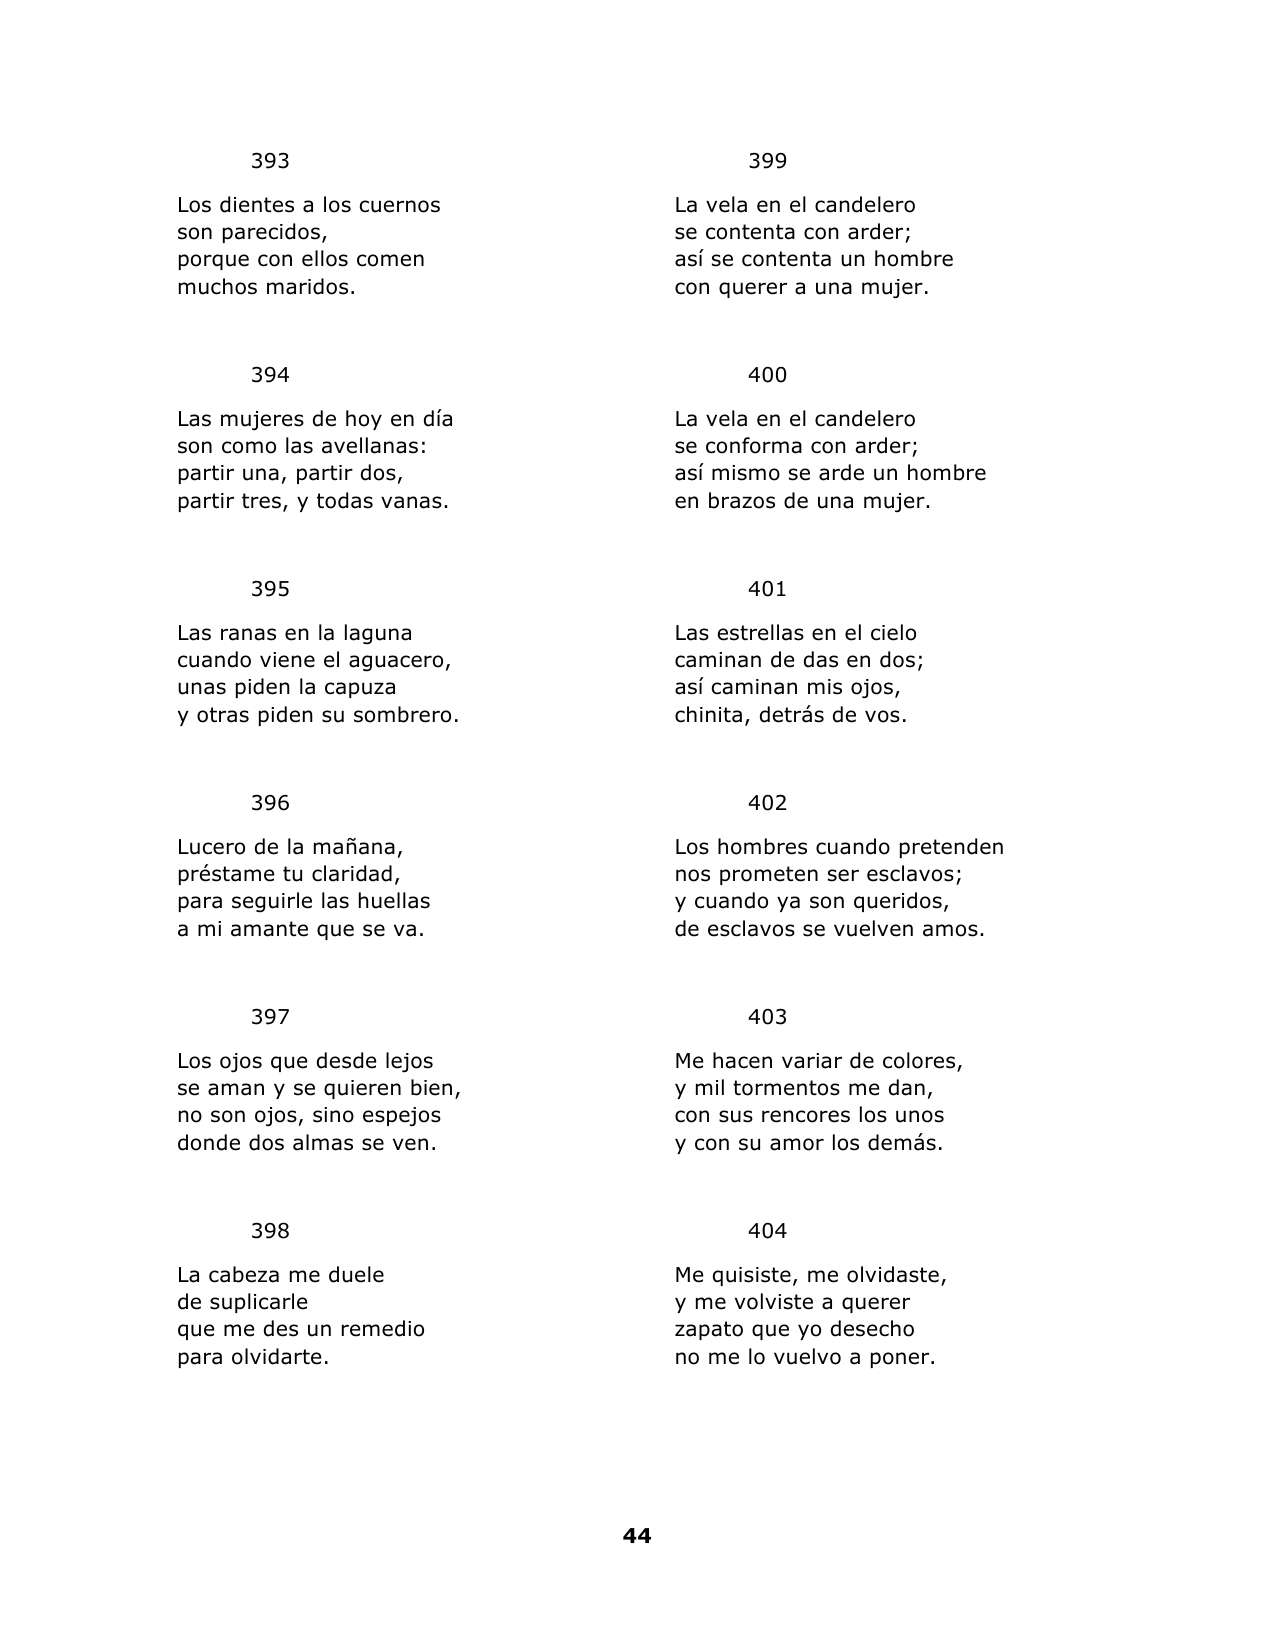 393
Los dientes a los cuernos
son parecidos,
porque con ellos comen
muchos maridos.
394
Las mujeres de hoy en día
son como las avellanas:
partir una, partir dos,
partir tres, y todas vanas.
395
Las ranas en la laguna
cuando viene el aguacero,
unas piden la capuza
y otras piden su sombrero.
396
Lucero de la mañana,
préstame tu claridad,
para seguirle las huellas
a mi amante que se va.
397
Los ojos que desde lejos
se aman y se quieren bien,
no son ojos, sino espejos
donde dos almas se ven.
398
La cabeza me duele
de suplicarle
que me des un remedio
para olvidarte.
399
La vela en el candelero
se contenta con arder;
así se contenta un hombre
con querer a una mujer.
400
La vela en el candelero
se conforma con arder;
así mismo se arde un hombre
en brazos de una mujer.
401
Las estrellas en el cielo
caminan de das en dos;
así caminan mis ojos,
chinita, detrás de vos.
402
Los hombres cuando pretenden
nos prometen ser esclavos;
y cuando ya son queridos,
de esclavos se vuelven amos.
403
Me hacen variar de colores,
y mil tormentos me dan,
con sus rencores los unos
y con su amor los demás.
404
Me quisiste, me olvidaste,
y me volviste a querer
zapato que yo desecho
no me lo vuelvo a poner.
44